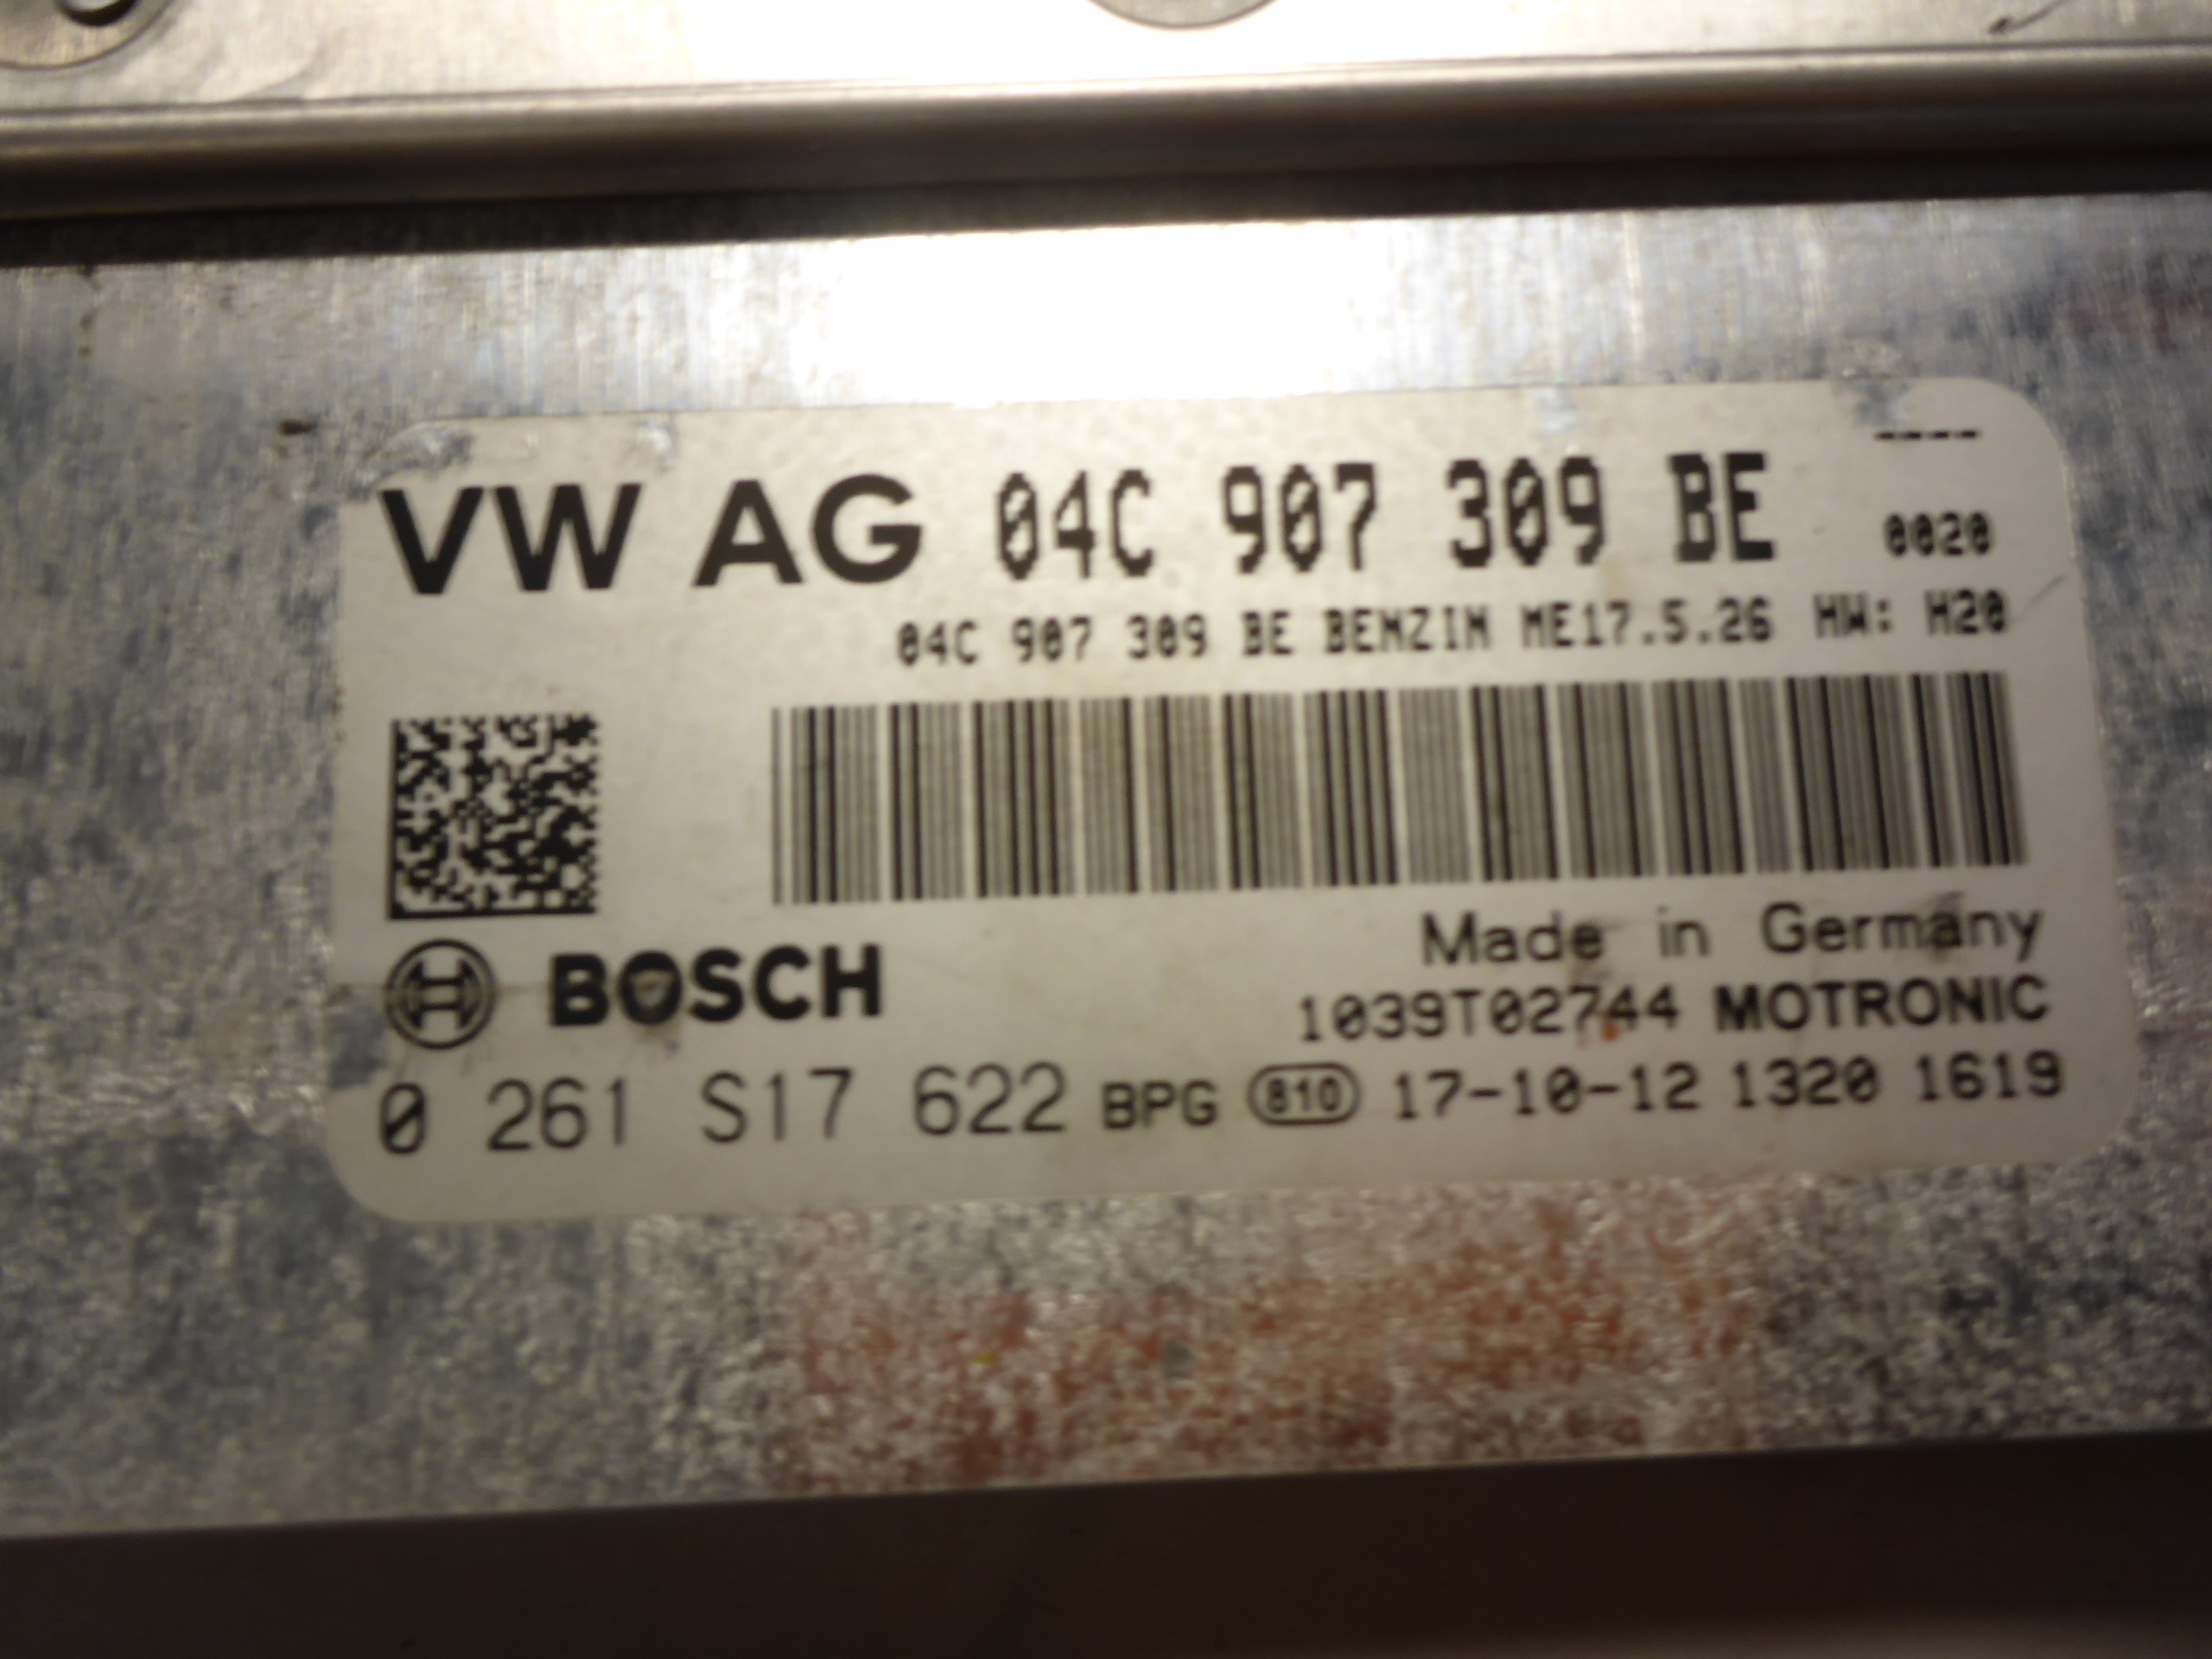 ----
VW AG 04C 907 309 BE 0020
04C 907 309 BE BENZIN ME17.5.26 HW: H20
Made in Germany
BOSCH 1039T02744 MOTRONIC
0 261 S17 622 BPG 810 17-10-12 1320 1619